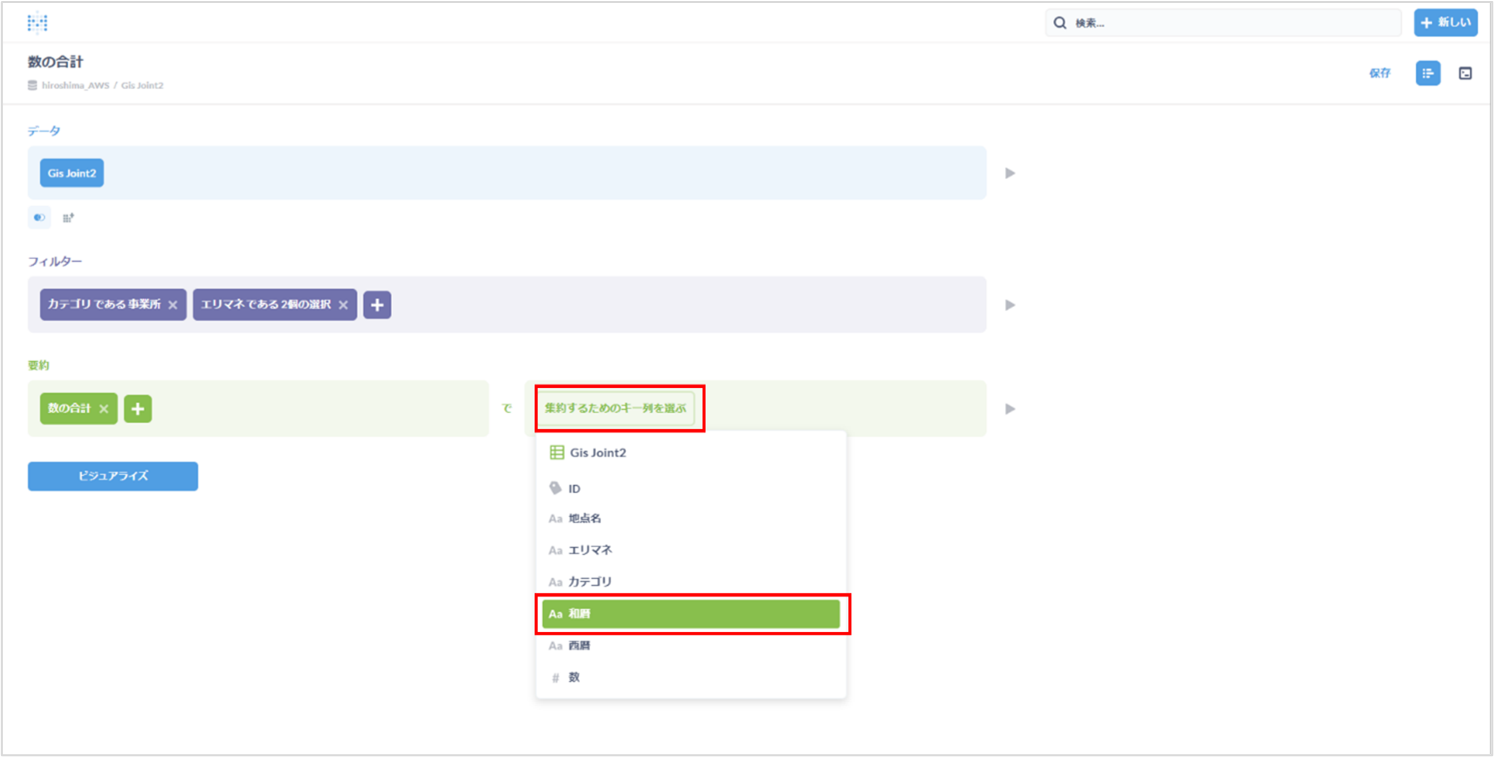 検索...
+ 新しい
数の合計
hiroshima_AWS / Gis Joint2
保存
データ
Gis Joint2
フィルター
カテゴリ である 事業所 ×
エリマネ である 2個の選択 ×
+
要約
数の合計 ×
+
で
集約するためのキー列を選ぶ
Gis Joint2
ID
Aa 地点名
Aa エリマネ
Aa カテゴリ
Aa 和暦
Aa 西暦
# 数
ビジュアライズ